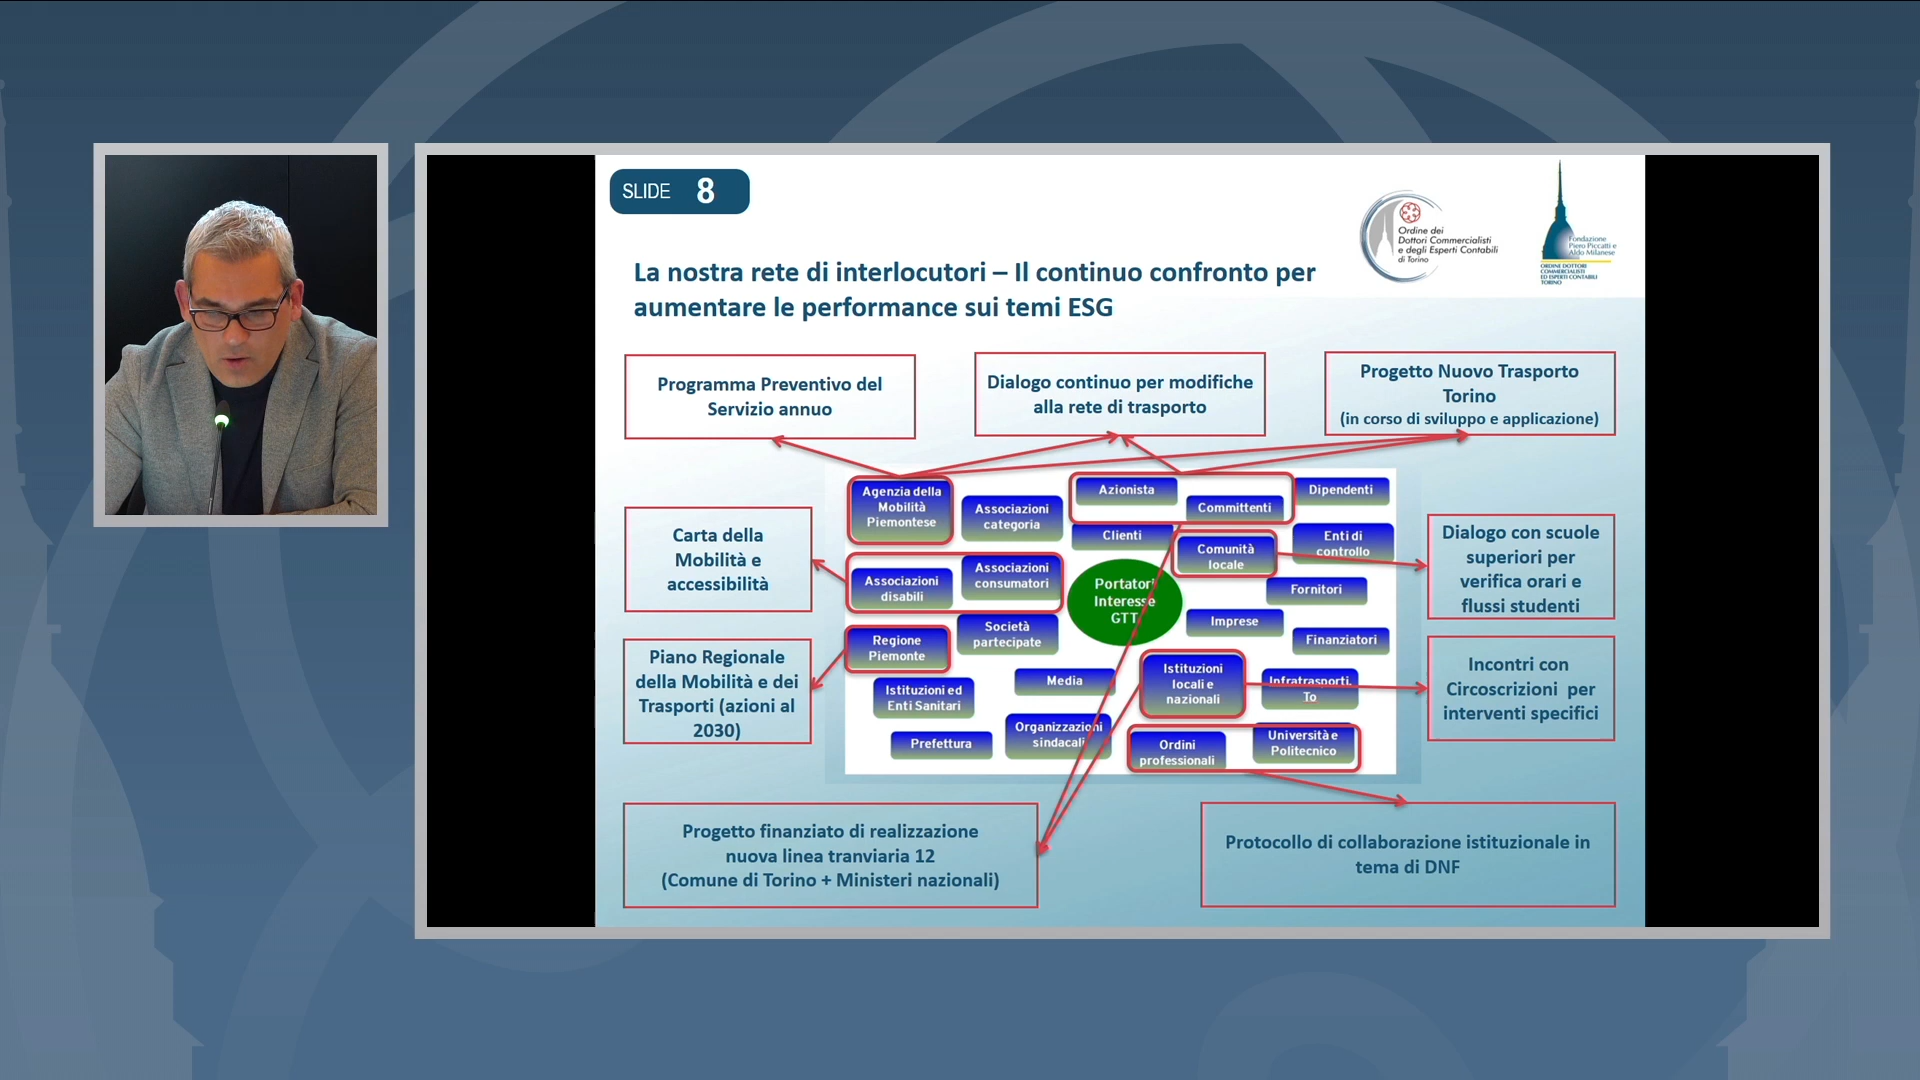 SLIDE 8
Ordine dei
Dottori Commercialisti
e degli Esperti Contabili
di Torino
Fondazione
Piero Piccatti e
Aldo Milanese
ORDINE DOTTORI
COMMERCIALISTI
ED ESPERTI CONTABILI
TORINO
La nostra rete di interlocutori – Il continuo confronto per
aumentare le performance sui temi ESG
Programma Preventivo del
Servizio annuo
Dialogo continuo per modifiche
alla rete di trasporto
Progetto Nuovo Trasporto
Torino
(in corso di sviluppo e applicazione)
Carta della
Mobilità e
accessibilità
Piano Regionale
della Mobilità e dei
Trasporti (azioni al
2030)
Agenzia della
Mobilità
Piemontese
Associazioni
categoria
Azionista
Committenti
Dipendenti
Clienti
Comunità
locale
Enti di
controllo
Associazioni
disabili
Associazioni
consumatori
Portatori
Interesse
GTT
Fornitori
Regione
Piemonte
Società
partecipate
Imprese
Finanziatori
Istituzioni ed
Enti Sanitari
Media
Istituzioni
locali e
nazionali
Infratrasporti.
To
Prefettura
Organizzazioni
sindacali
Ordini
professionali
Università e
Politecnico
Dialogo con scuole
superiori per
verifica orari e
flussi studenti
Incontri con
Circoscrizioni per
interventi specifici
Progetto finanziato di realizzazione
nuova linea tranviaria 12
(Comune di Torino + Ministeri nazionali)
Protocollo di collaborazione istituzionale in
tema di DNF